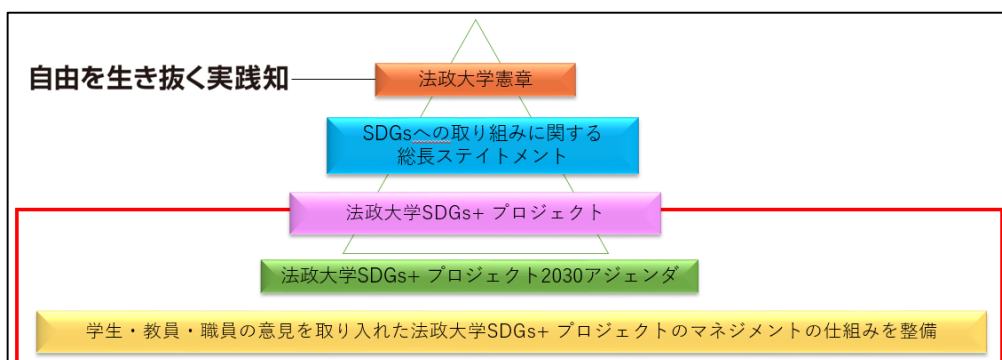 自由を生き抜く実践知
法政大学憲章
SDGsへの取り組みに関する
総長ステイトメント
法政大学SDGs+ プロジェクト
法政大学SDGs+ プロジェクト2030アジェンダ
学生・教員・職員の意見を取り入れた法政大学SDGs+ プロジェクトのマネジメントの仕組みを整備